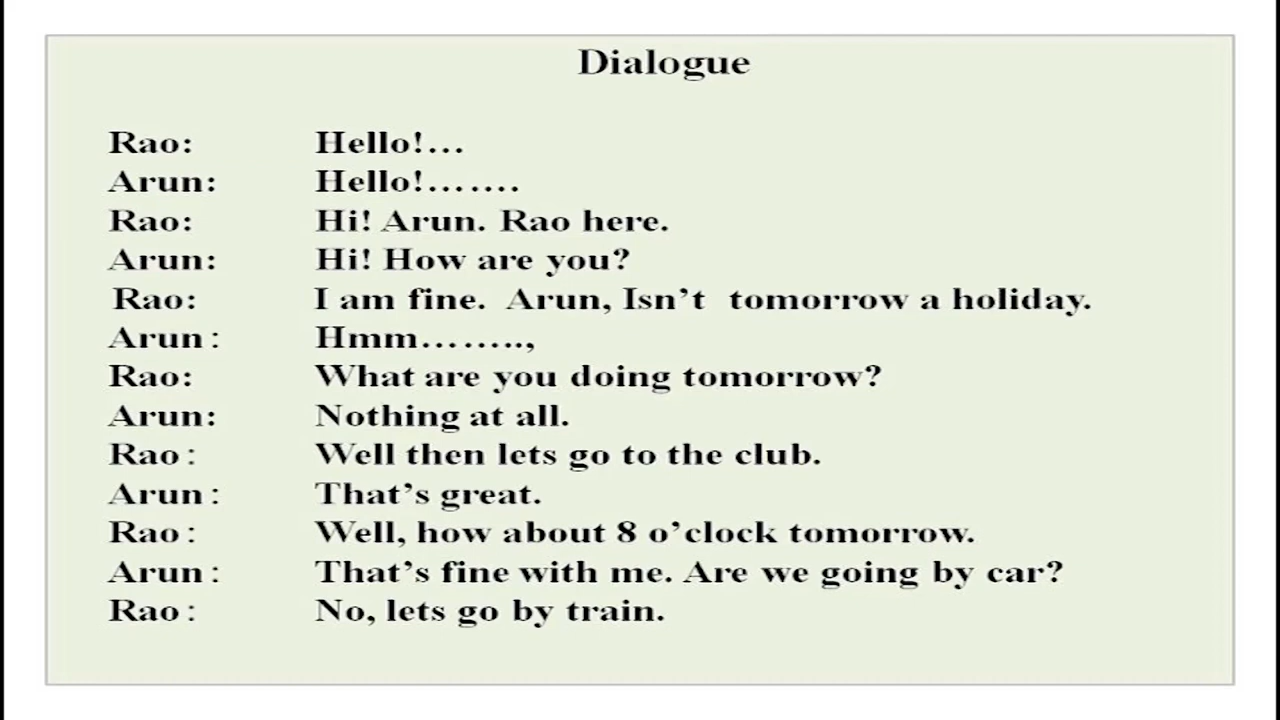 Dialogue
Rao: Hello!...
Arun: Hello!.......
Rao: Hi! Arun. Rao here.
Arun: Hi! How are you?
Rao: I am fine. Arun, Isn’t tomorrow a holiday.
Arun : Hmm........,
Rao: What are you doing tomorrow?
Arun: Nothing at all.
Rao : Well then lets go to the club.
Arun : That’s great.
Rao : Well, how about 8 o’clock tomorrow.
Arun : That’s fine with me. Are we going by car?
Rao : No, lets go by train.